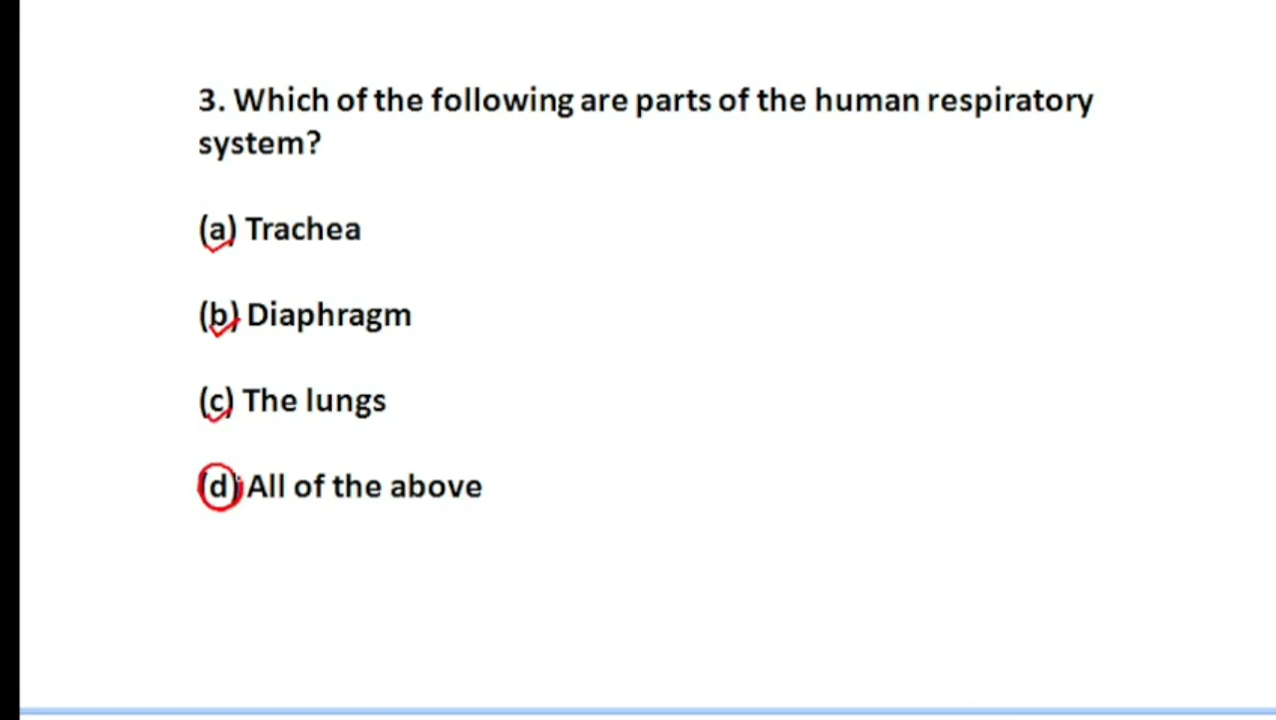 3. Which of the following are parts of the human respiratory
system?
(a) Trachea
(b) Diaphragm
(c) The lungs
(d) All of the above